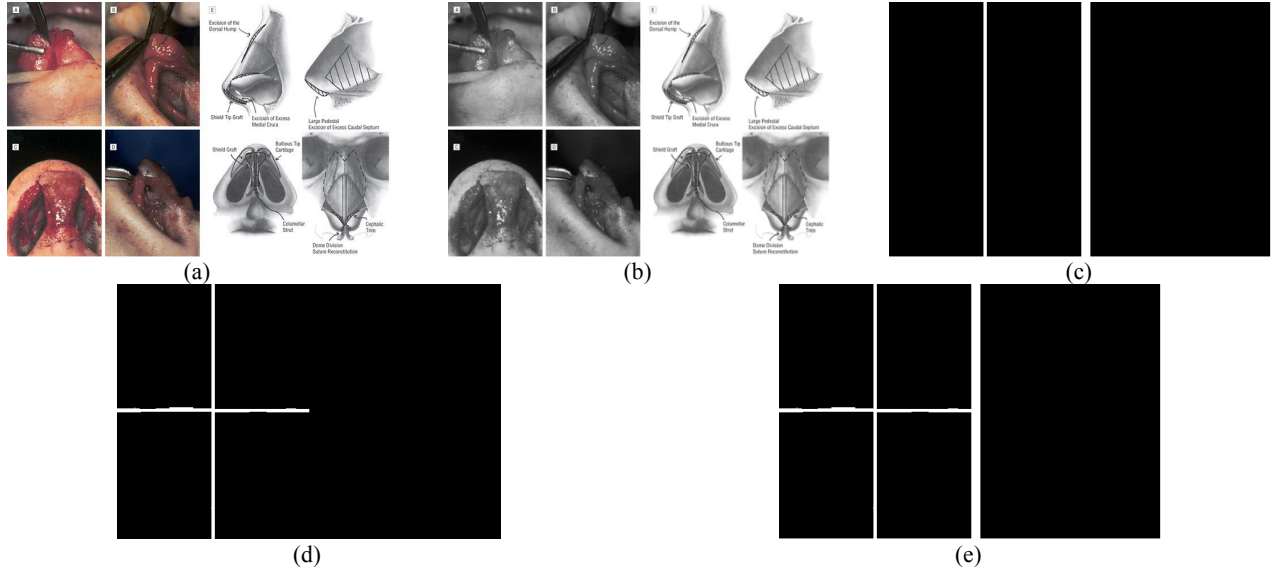 A
B
E
Excision of the
Dorsal Hump
Shield Tip Graft
Excision of Excess
Medial Crura
Large Pedestal
Excision of Excess Caudal Septum
C
D
Shield Graft
Bulbous Tip
Cartilage
Columellar
Strut
Cephalic
Trim
Dome Division
Suture Reconstitution
A
B
E
Excision of the
Dorsal Hump
Shield Tip Graft
Excision of Excess
Medial Crura
Large Pedestal
Excision of Excess Caudal Septum
C
D
Shield Graft
Bulbous Tip
Cartilage
Columellar
Strut
Cephalic
Trim
Dome Division
Suture Reconstitution
(a)
(b)
(c)
(d)
(e)